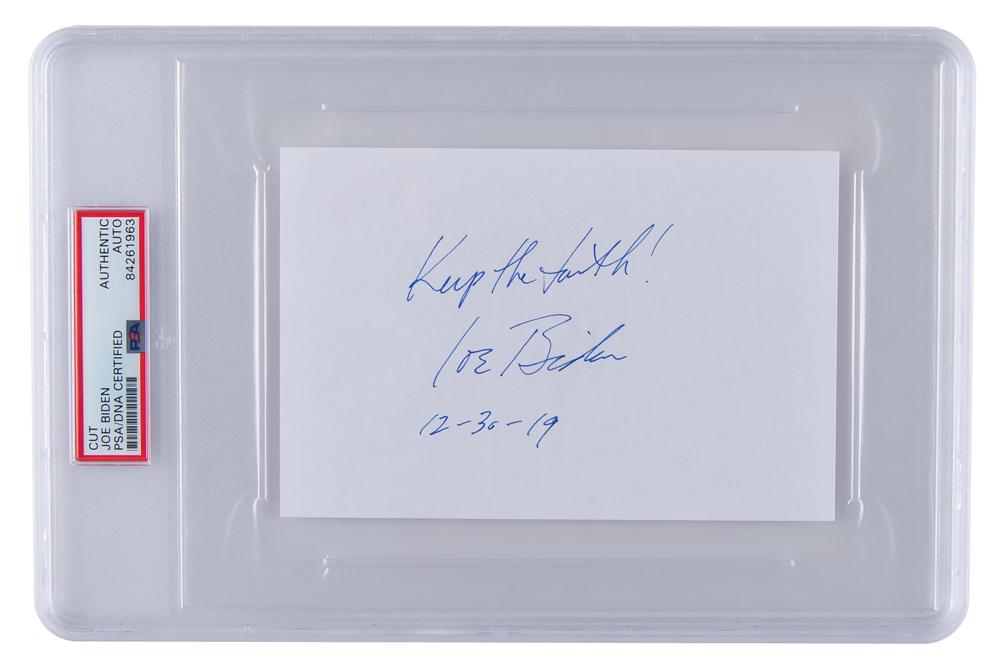 CUT AUTHENTIC
JOE BIDEN AUTO
PSA/DNA CERTIFIED 84261963
PSA
Keep the faith!
Joe Biden
12-30-19